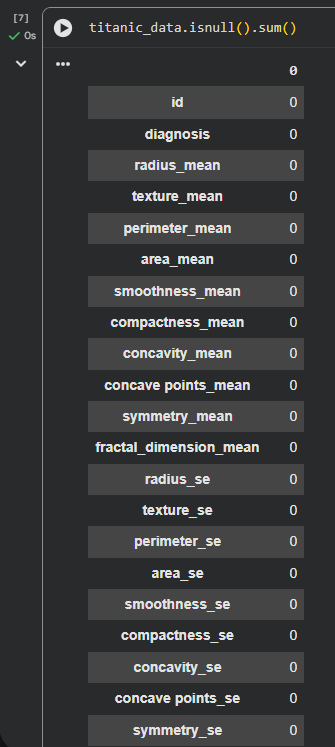 [7]
0s
titanic_data.isnull().sum()
0
id 0
diagnosis 0
radius_mean 0
texture_mean 0
perimeter_mean 0
area_mean 0
smoothness_mean 0
compactness_mean 0
concavity_mean 0
concave points_mean 0
symmetry_mean 0
fractal_dimension_mean 0
radius_se 0
texture_se 0
perimeter_se 0
area_se 0
smoothness_se 0
compactness_se 0
concavity_se 0
concave points_se 0
symmetry_se 0